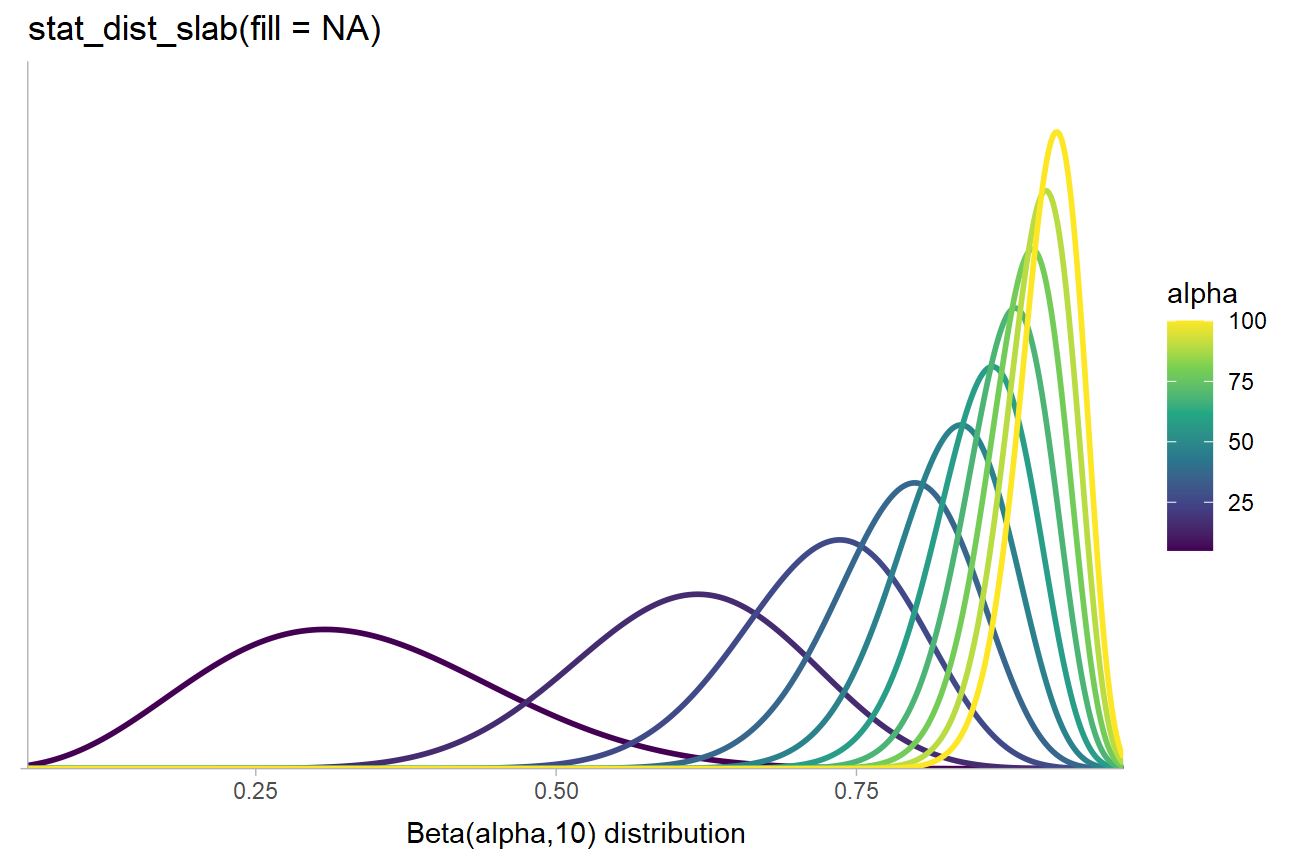 stat_dist_slab(fill = NA)
alpha
100
75
50
25
0.25 0.50 0.75
Beta(alpha,10) distribution